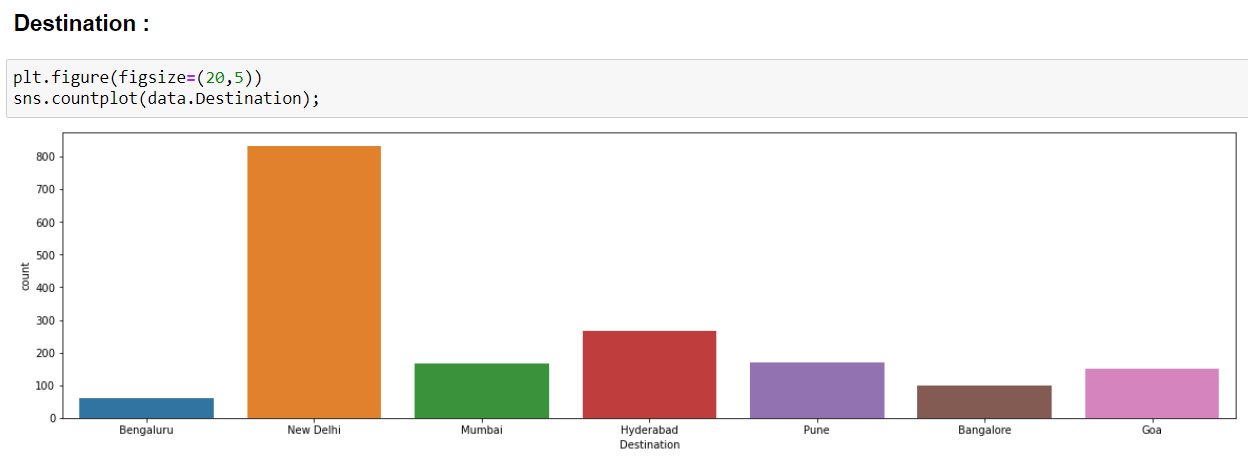 Destination :
plt.figure(figsize=(20,5))
sns.countplot(data.Destination);
800
700
600
500
400
300
200
100
0
count
Bengaluru New Delhi Mumbai Hyderabad Pune Bangalore Goa
Destination